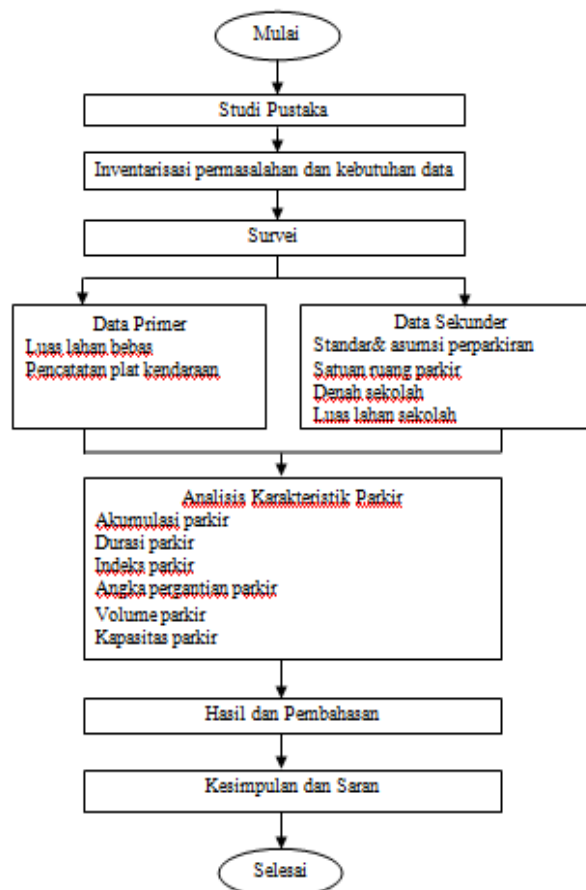 Mulai
Studi Pustaka
Inventarisasi permasalahan dan kebutuhan data
Survei
Data Primer
Luas lahan bebas
Pencatatan plat kendaraan
Data Sekunder
Standar& asumsi perparkiran
Satuan ruang parkir
Denah sekolah
Luas lahan sekolah
Analisis Karakteristik Parkir
Akumulasi parkir
Durasi parkir
Indeks parkir
Angka pergantian parkir
Volume parkir
Kapasitas parkir
Hasil dan Pembahasan
Kesimpulan dan Saran
Selesai